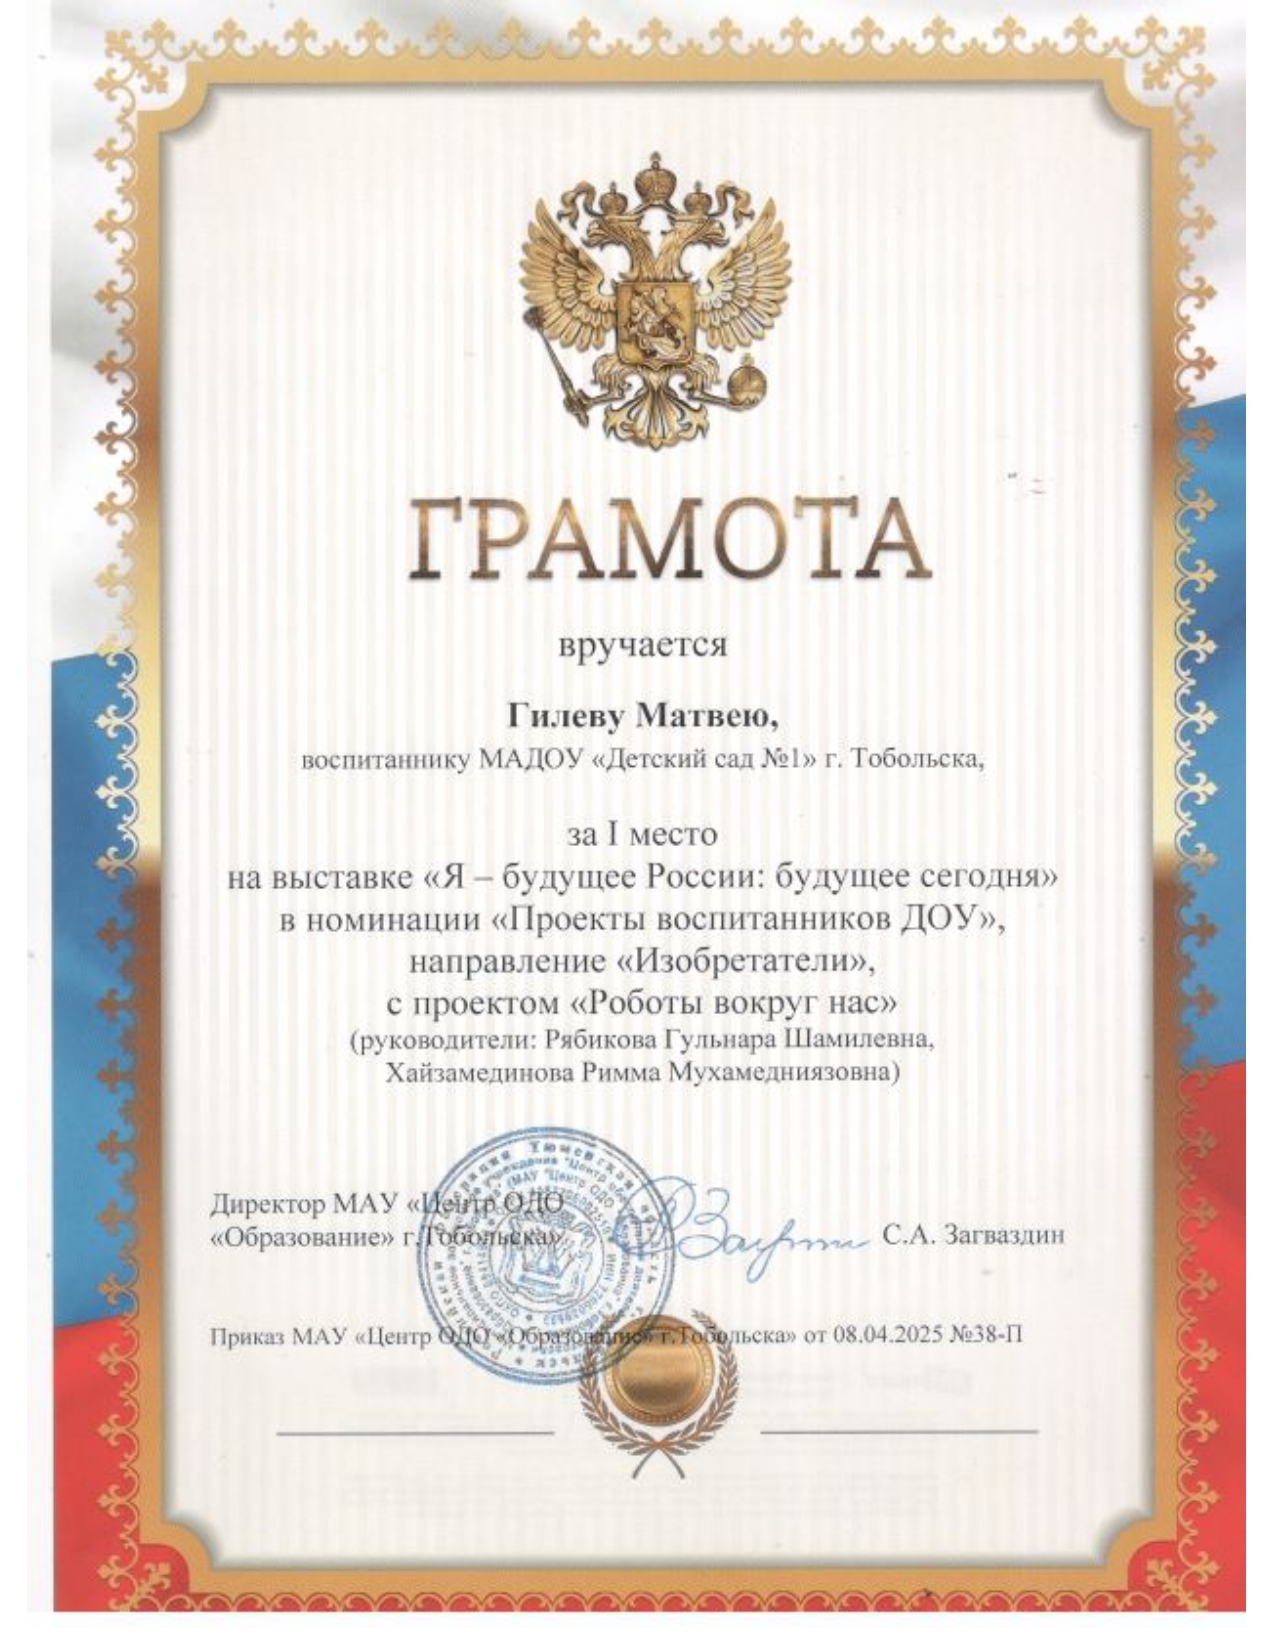 ГРАМОТА
вручается
Гилеву Матвею,
воспитаннику МАДОУ «Детский сад №1» г. Тобольска,
за I место
на выставке «Я – будущее России: будущее сегодня»
в номинации «Проекты воспитанников ДОУ»,
направление «Изобретатели»,
с проектом «Роботы вокруг нас»
(руководители: Рябикова Гульнара Шамилевна,
Хайзамединова Римма Мухамедниязовна)
Директор МАУ «Центр ОДО
«Образование» г.Тобольска»
С.А. Загваздин
Приказ МАУ «Центр ОДО «Образование» г.Тобольска» от 08.04.2025 №38-П